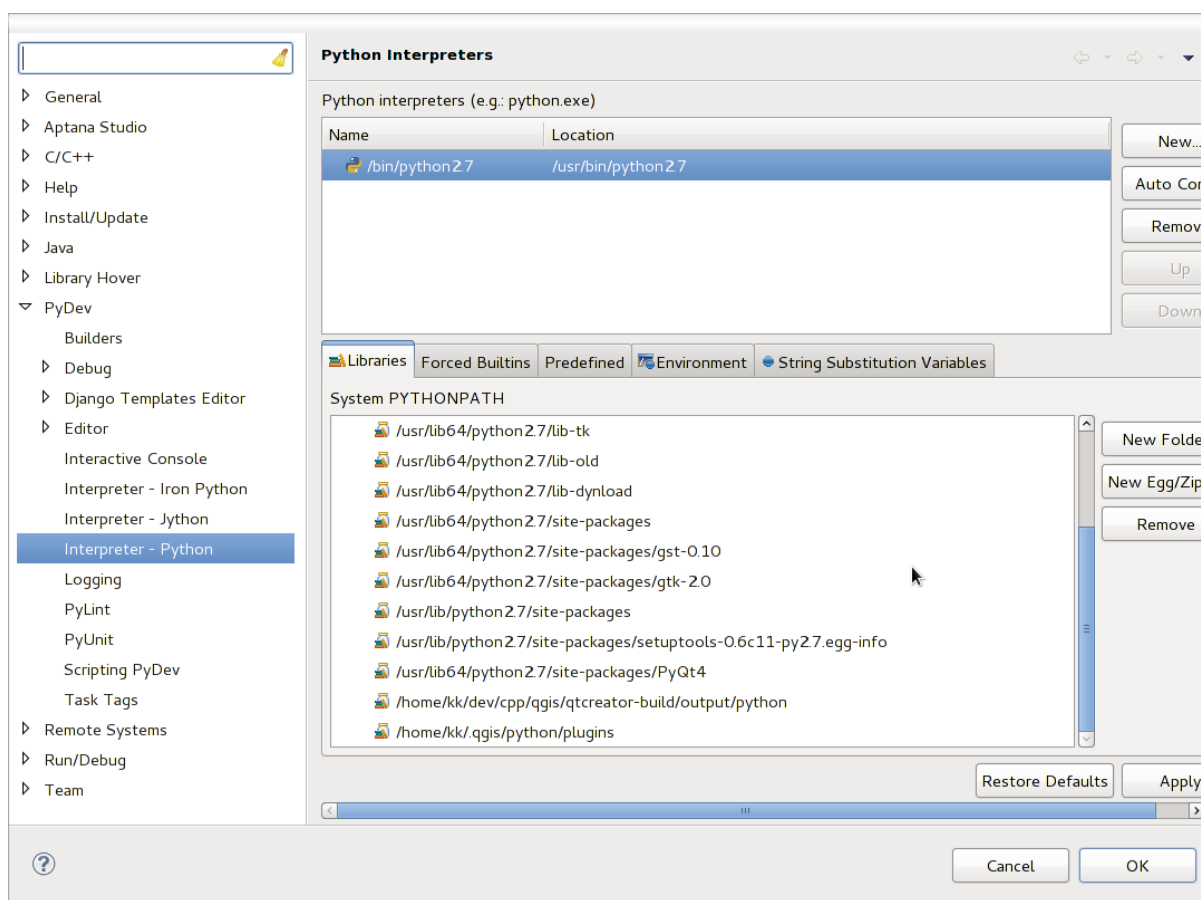 Python Interpreters
General
Aptana Studio
C/C++
Help
Install/Update
Java
Library Hover
PyDev
Builders
Debug
Django Templates Editor
Editor
Interactive Console
Interpreter - Iron Python
Interpreter - Jython
Interpreter - Python
Logging
PyLint
PyUnit
Scripting PyDev
Task Tags
Remote Systems
Run/Debug
Team
Python interpreters (e.g.: python.exe)
Name Location
/bin/python2.7 /usr/bin/python2.7
New...
Auto Con
Remov
Up
Down
Libraries Forced Builtins Predefined Environment String Substitution Variables
System PYTHONPATH
/usr/lib64/python2.7/lib-tk
/usr/lib64/python2.7/lib-old
/usr/lib64/python2.7/lib-dynload
/usr/lib64/python2.7/site-packages
/usr/lib64/python2.7/site-packages/gst-0.10
/usr/lib64/python2.7/site-packages/gtk-2.0
/usr/lib/python2.7/site-packages
/usr/lib/python2.7/site-packages/setuptools-0.6c11-py2.7.egg-info
/usr/lib64/python2.7/site-packages/PyQt4
/home/kk/dev/cpp/qgis/qtcreator-build/output/python
/home/kk/.qgis/python/plugins
New Folde
New Egg/Zip
Remove
Restore Defaults Apply
Cancel OK